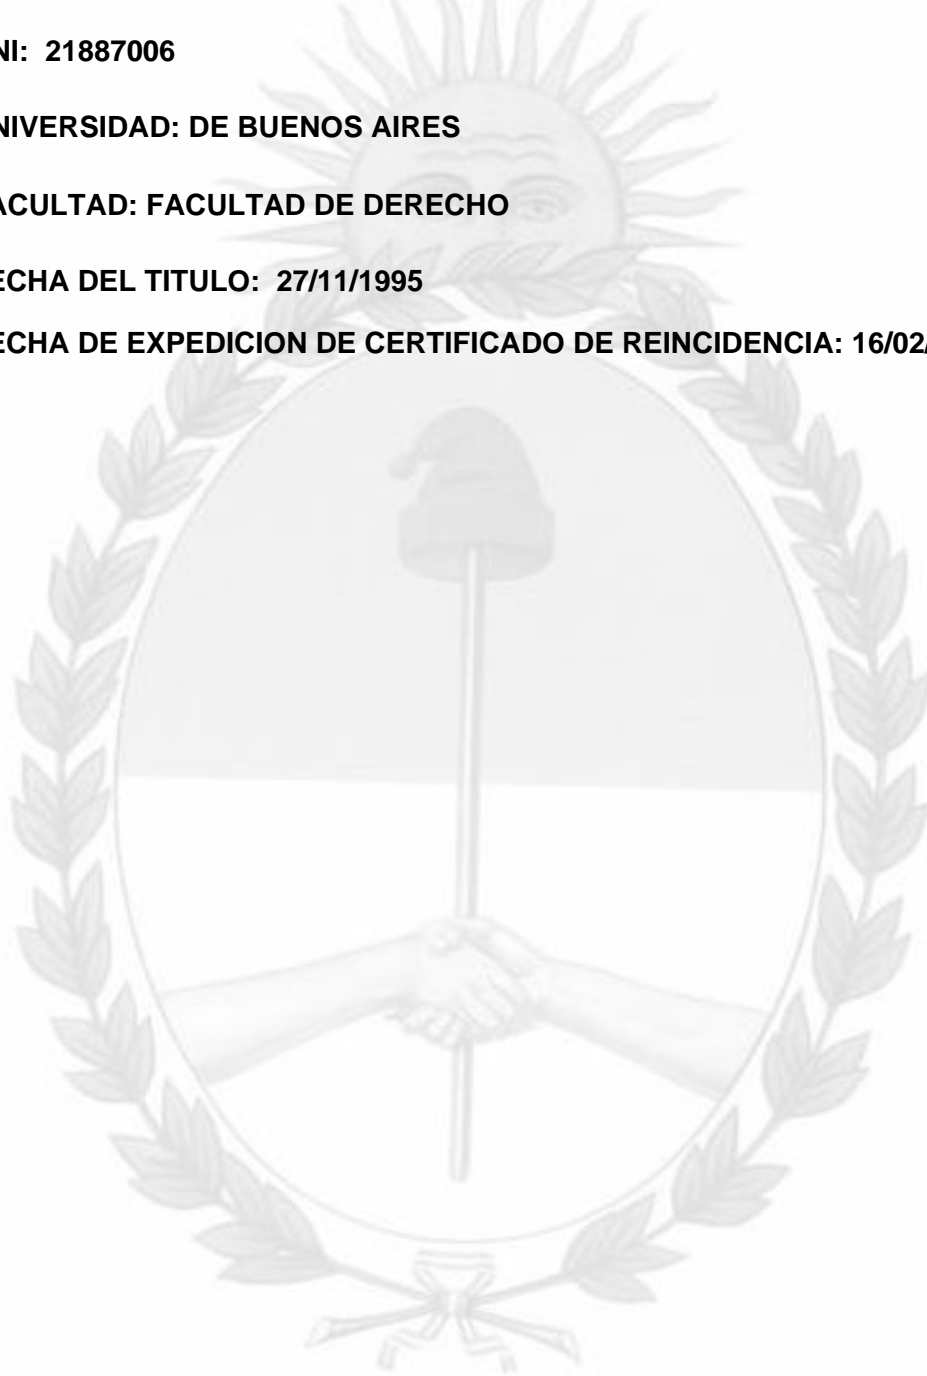 NI: 21887006
NIVERSIDAD: DE BUENOS AIRES
ACULTAD: FACULTAD DE DERECHO
ECHA DEL TITULO: 27/11/1995
ECHA DE EXPEDICION DE CERTIFICADO DE REINCIDENCIA: 16/02/